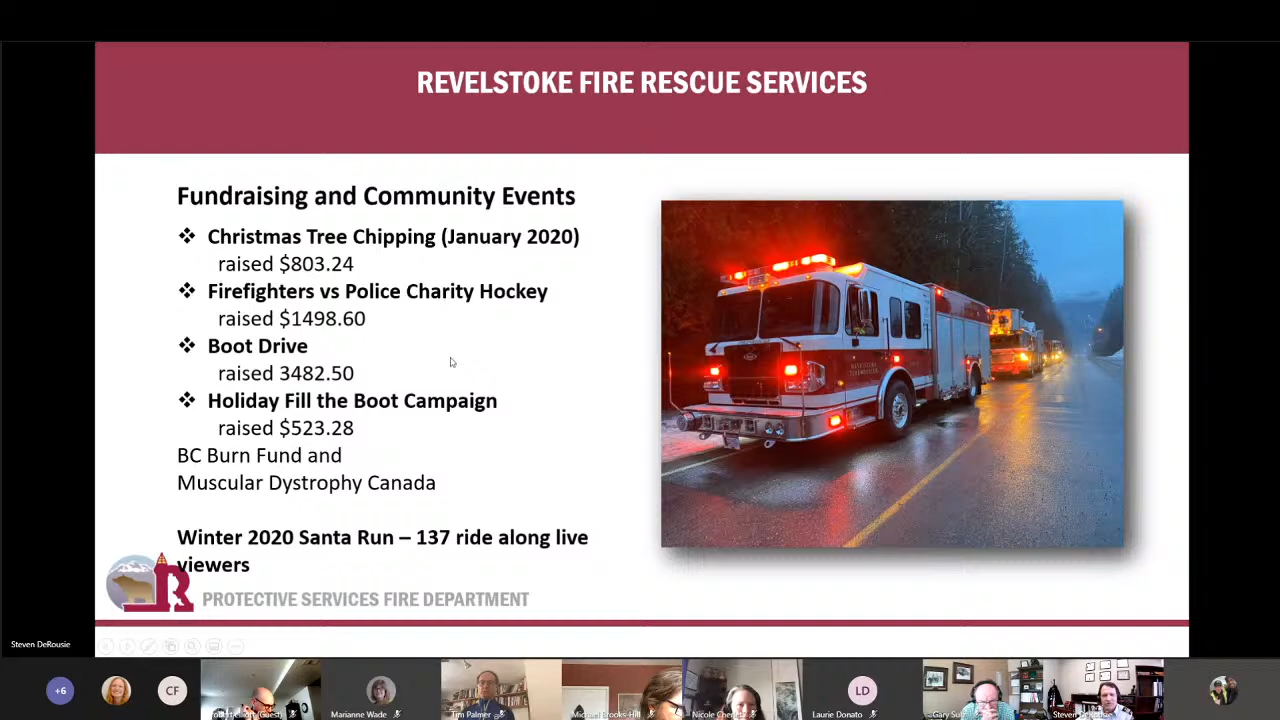 REVELSTOKE FIRE RESCUE SERVICES
Fundraising and Community Events
❖ Christmas Tree Chipping (January 2020)
raised $803.24
❖ Firefighters vs Police Charity Hockey
raised $1498.60
❖ Boot Drive
raised 3482.50
❖ Holiday Fill the Boot Campaign
raised $523.28
BC Burn Fund and
Muscular Dystrophy Canada
Winter 2020 Santa Run – 137 ride along live
viewers
R
PROTECTIVE SERVICES FIRE DEPARTMENT
Steven DeRousie
+6
CF
LD
Marianne Wade
Tim Palmer
Michael Brooks-Hill
Nicole
Laurie Donato
Gary
Steven DeRousie